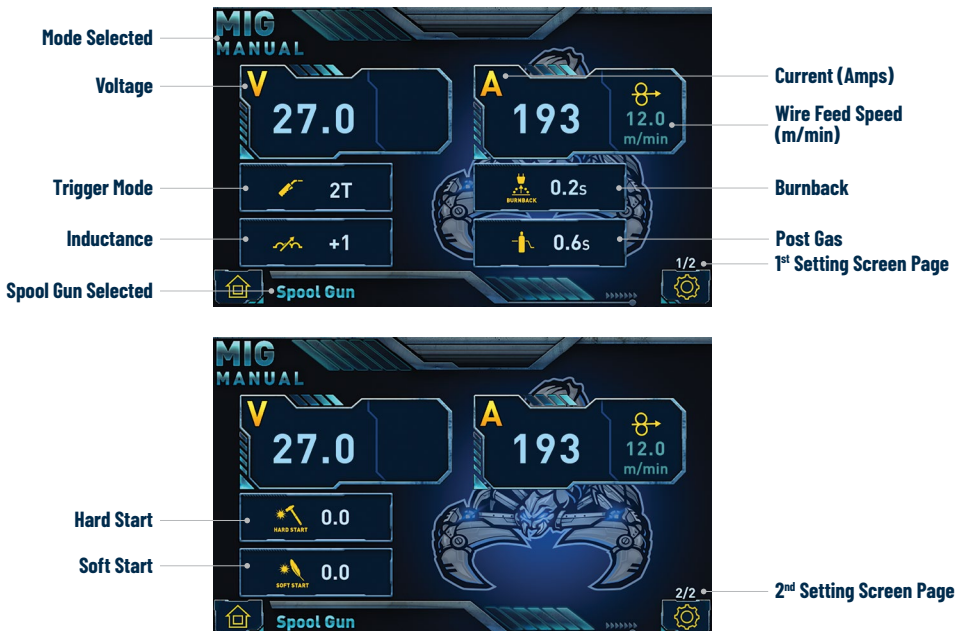 MIG
MANUAL
Mode Selected
Voltage
V
27.0
A
193
12.0
m/min
Current (Amps)
Wire Feed Speed
(m/min)
Trigger Mode
2T
BURNBACK
0.2s
Burnback
Inductance
+1
0.6s
Post Gas
1/2
1st Setting Screen Page
Spool Gun Selected
Spool Gun
MIG
MANUAL
V
27.0
A
193
12.0
m/min
Hard Start
HARD START
0.0
Soft Start
SOFT START
0.0
2/2
2nd Setting Screen Page
Spool Gun